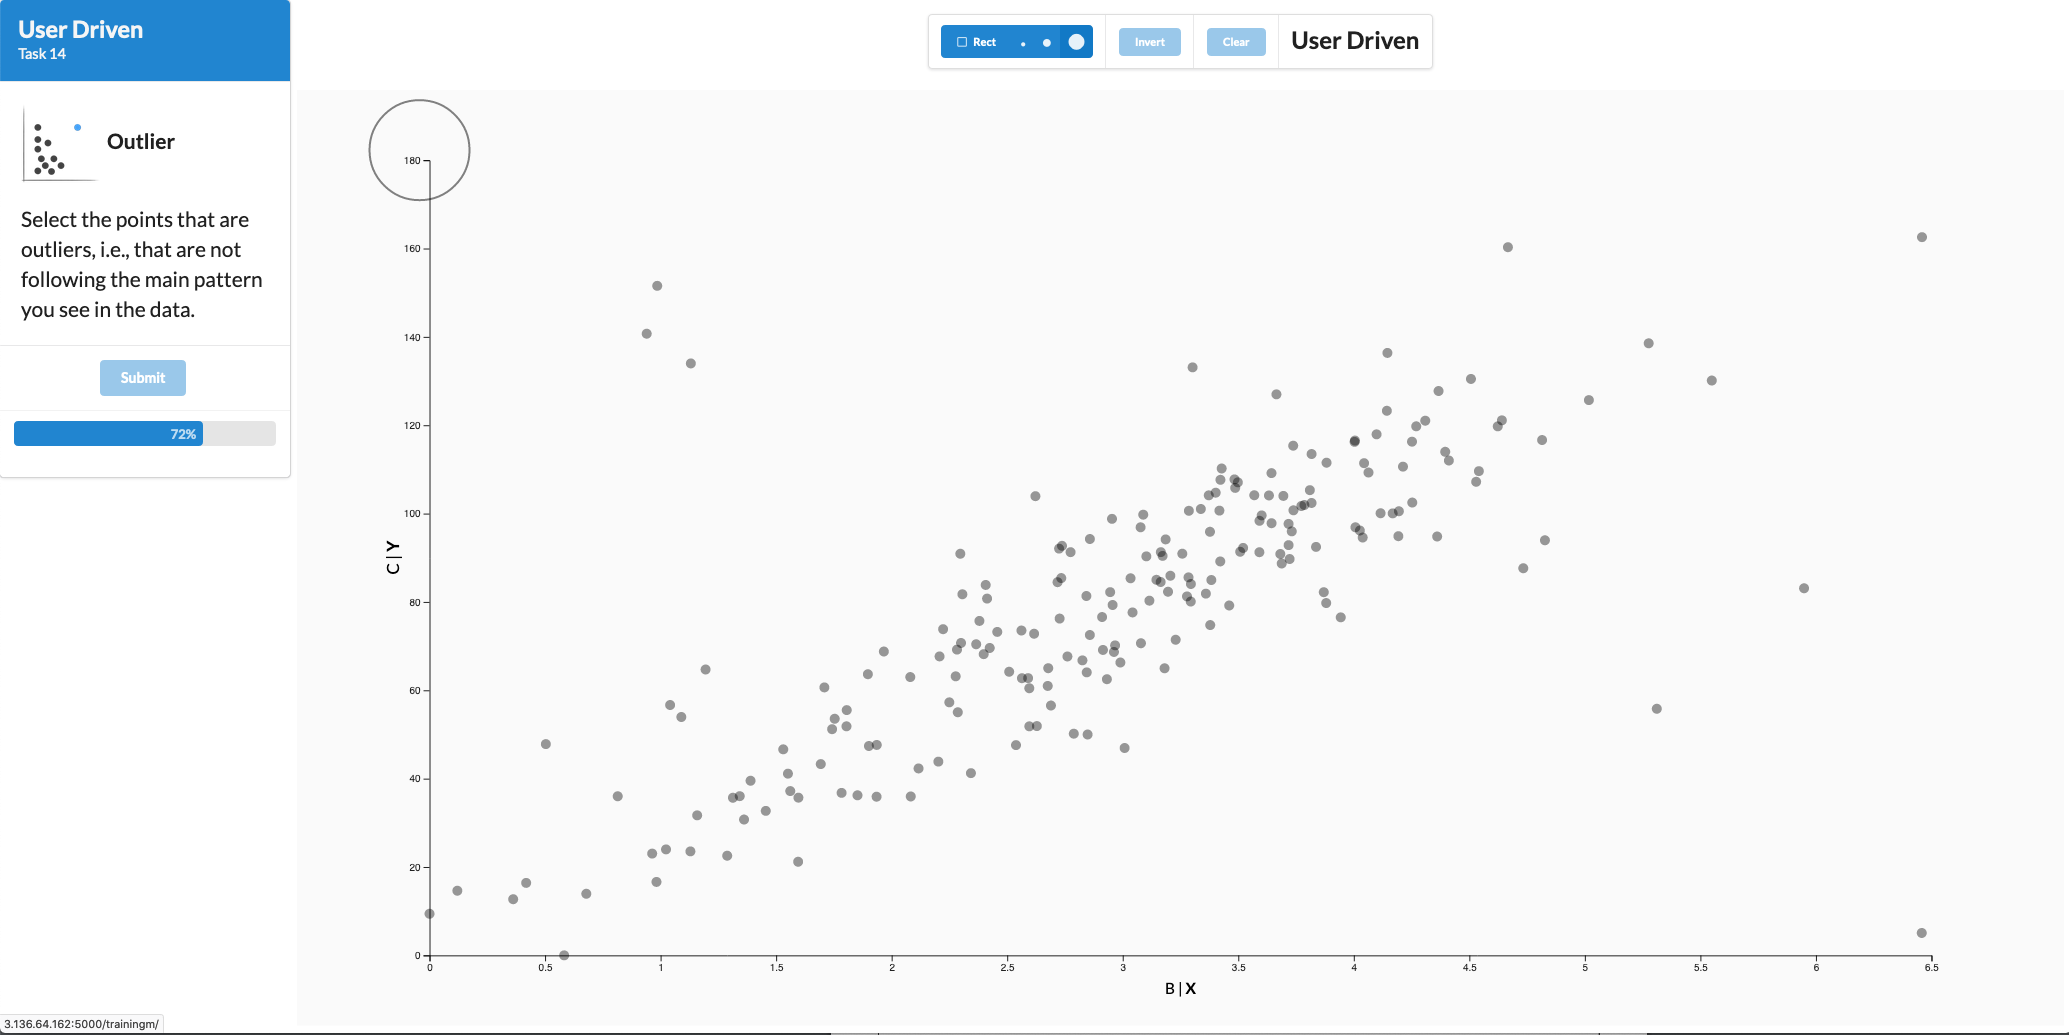 User Driven
Task 14
Outlier
Select the points that are
outliers, i.e., that are not
following the main pattern
you see in the data.
Submit
72%
Rect
Invert
Clear
User Driven
180
160
140
120
100
80
60
40
20
0
C|Y
0
0.5
1
1.5
2
2.5
3
3.5
4
4.5
5
5.5
6
6.5
B|X
3.136.64.162:5000/trainingm/